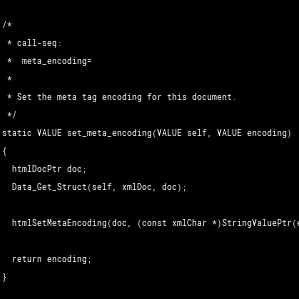 /*
 * call-seq:
 *  meta_encoding=
 *
 * Set the meta tag encoding for this document.
 */
static VALUE set_meta_encoding(VALUE self, VALUE encoding)
{
  htmlDocPtr doc;
  Data_Get_Struct(self, xmlDoc, doc);

  htmlSetMetaEncoding(doc, (const xmlChar *)StringValuePtr(

  return encoding;
}